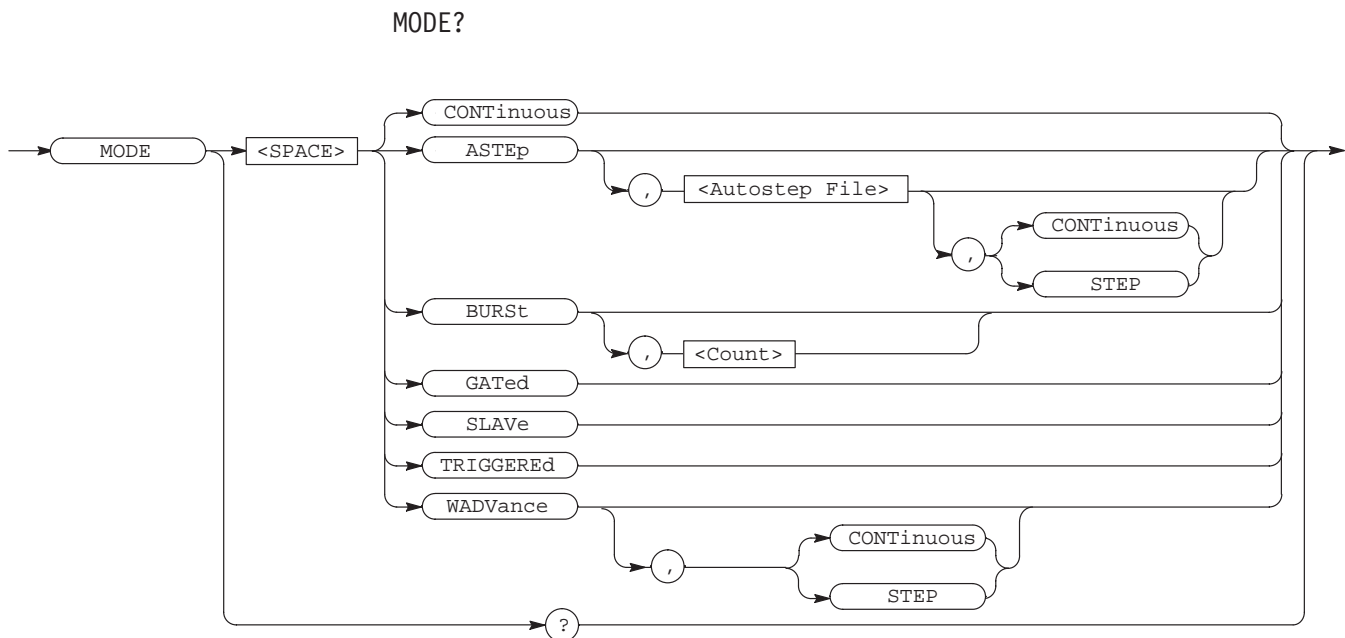 MODE?
CONTinuous
MODE <SPACE> ASTEp
, <Autostep File>
CONTinuous
,
STEP
BURSt
, <Count>
GATed
SLAVe
TRIGGEREd
WADVance
CONTinuous
,
STEP
?